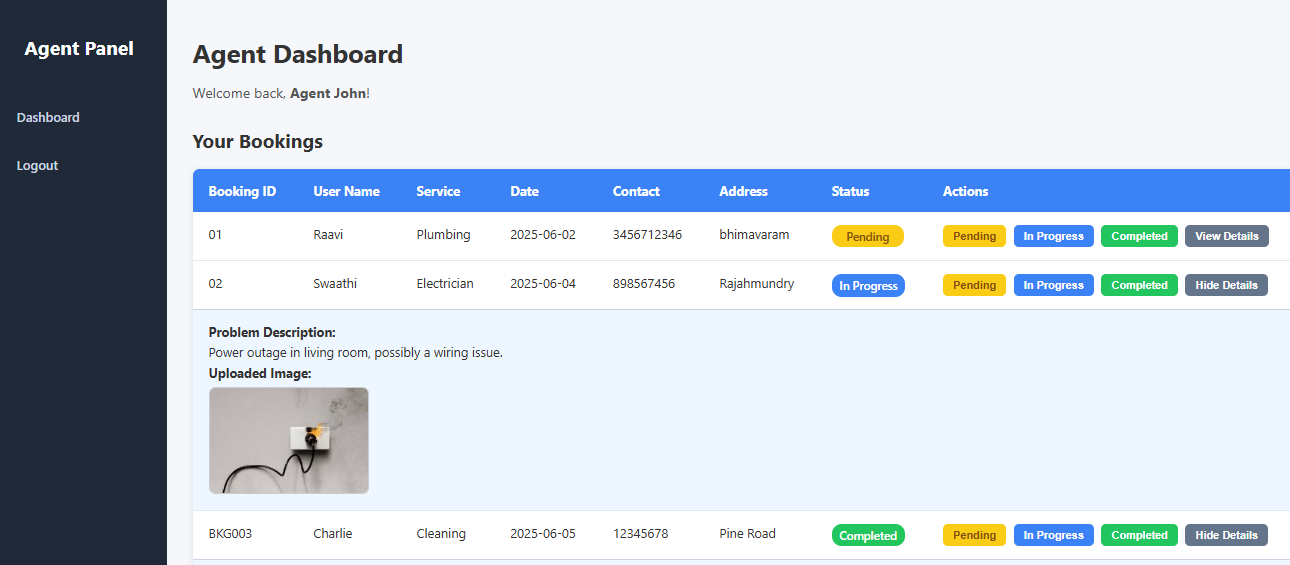 Agent Panel
Dashboard
Logout
Agent Dashboard
Welcome back, Agent John!
Your Bookings
Booking ID User Name Service Date Contact Address Status Actions
01 Raavi Plumbing 2025-06-02 3456712346 bhimavaram Pending Pending In Progress Completed View Details
02 Swaathi Electrician 2025-06-04 898567456 Rajahmundry In Progress Pending In Progress Completed Hide Details
Problem Description:
Power outage in living room, possibly a wiring issue.
Uploaded Image:
BKG003 Charlie Cleaning 2025-06-05 12345678 Pine Road Completed Pending In Progress Completed Hide Details